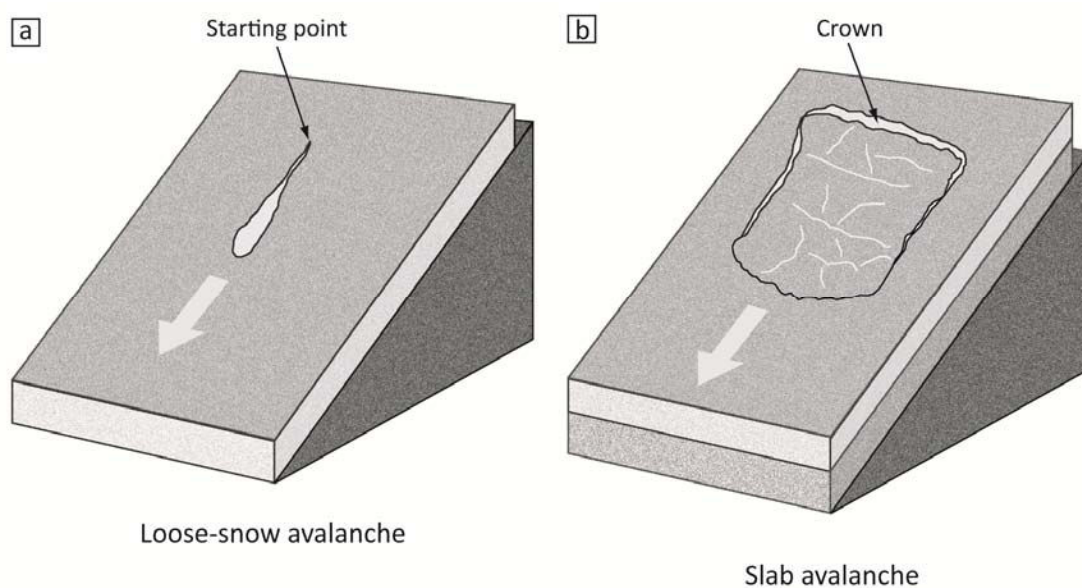 a
Starting point
Loose-snow avalanche
b
Crown
Slab avalanche